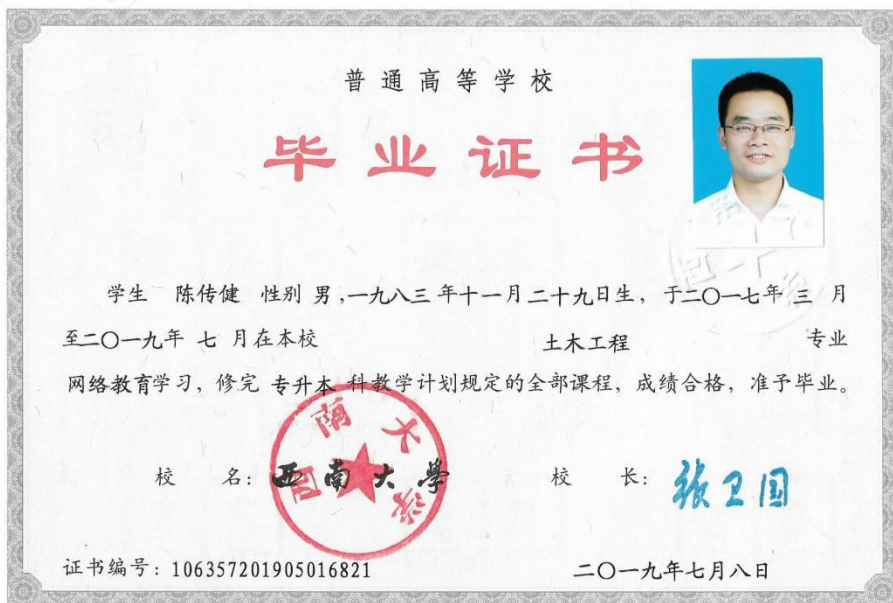 普通高等学校
毕业证书
学生 陈传健 性别 男,一九八三年十一月二十九日生,于二〇一七年 三 月
至二〇一九年 七 月在本校 土木工程 专业
网络教育学习,修完 专升本 科教学计划规定的全部课程,成绩合格,准予毕业。
西南大学
校 名:西南大學 校 长:张卫国
证书编号:106357201905016821 二〇一九年七月八日